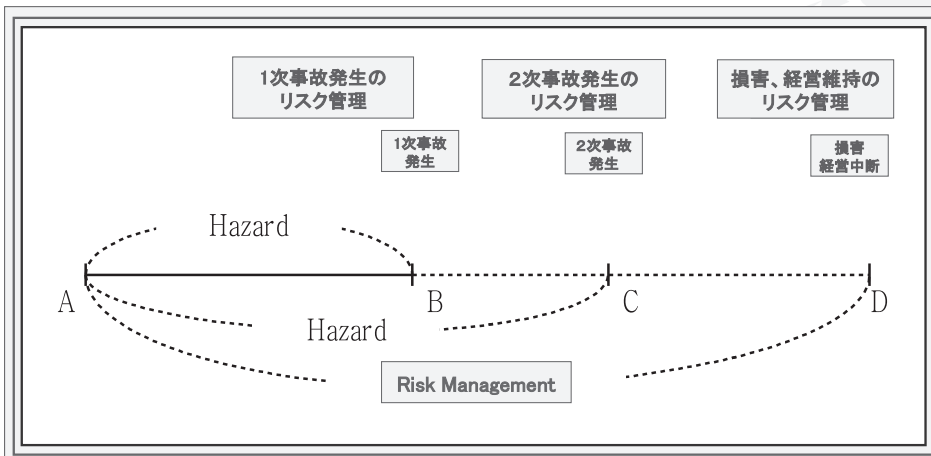 1次事故発生の
リスク管理
2次事故発生の
リスク管理
損害、経営維持の
リスク管理
1次事故
発生
2次事故
発生
損害
経営中断
Hazard
A
B
C
D
Hazard
Risk Management